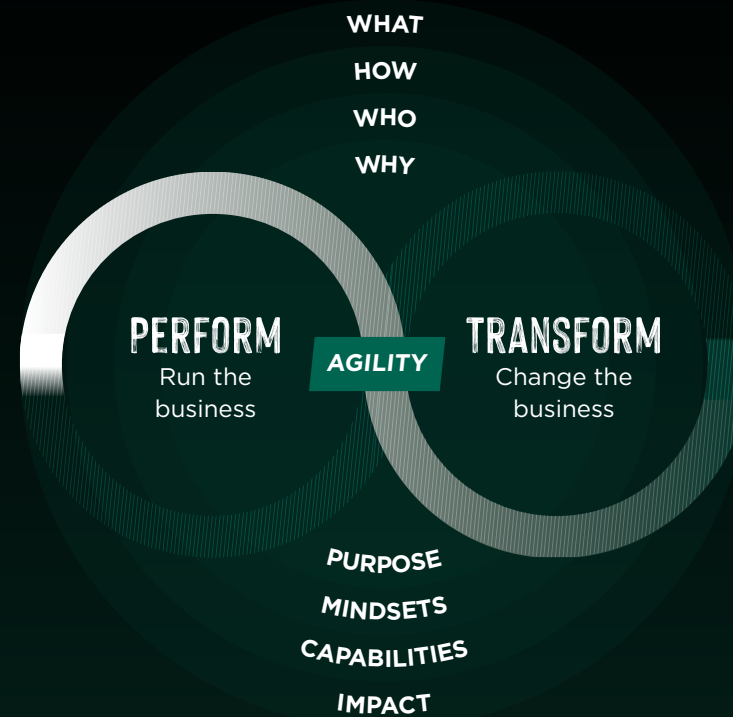 WHAT
HOW
WHO
WHY
PERFORM
Run the
business
AGILITY
TRANSFORM
Change the
business
PURPOSE
MINDSETS
CAPABILITIES
IMPACT